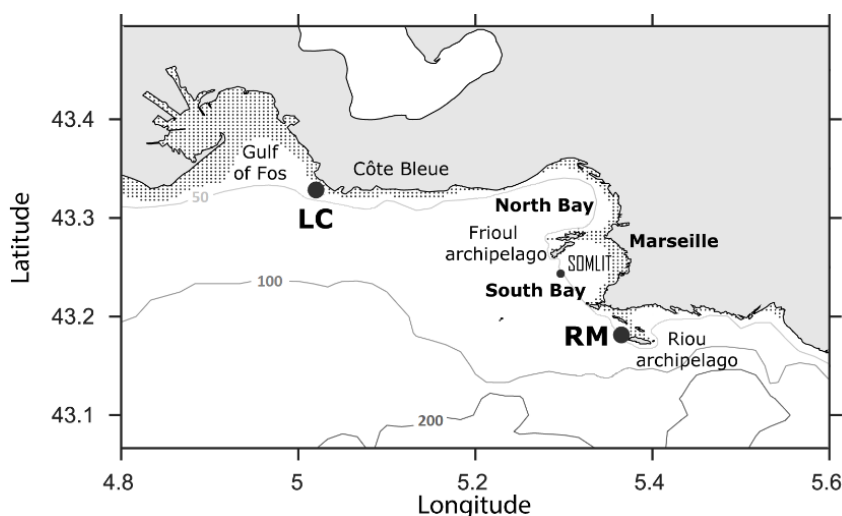 43.4
43.3
43.2
43.1
Latitude
Gulf
of Fos
Côte Bleue
50
LC
North Bay
Frioul
archipelago
Marseille
SOMLIT
100
South Bay
RM
Riou
archipelago
200
4.8
5
5.2
5.4
5.6
Longitude